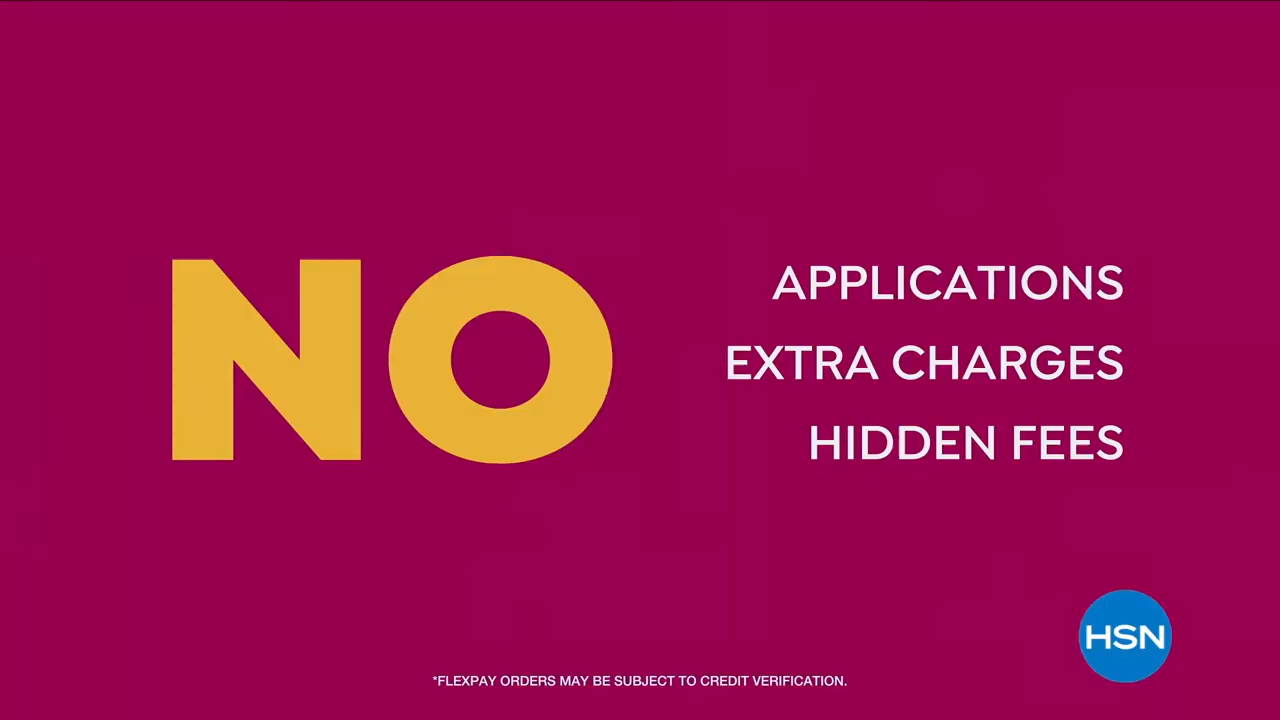 NO
APPLICATIONS
EXTRA CHARGES
HIDDEN FEES
HSN
*FLEXPAY ORDERS MAY BE SUBJECT TO CREDIT VERIFICATION.